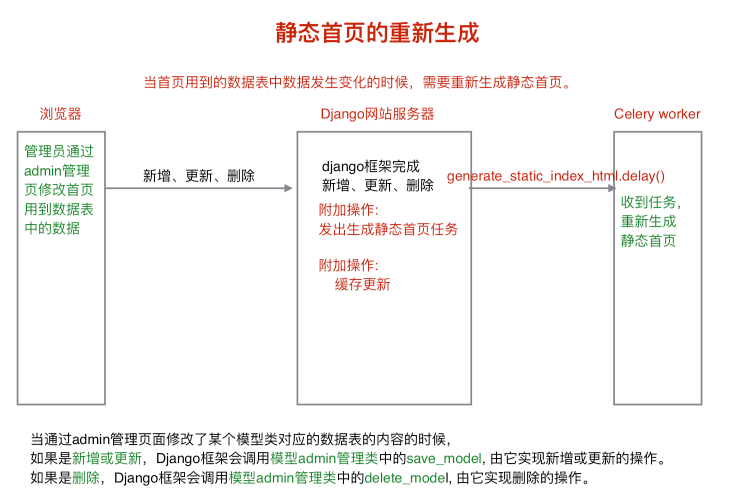 静态首页的重新生成
当首页用到的数据表中数据发生变化的时候，需要重新生成静态首页。
浏览器
Django网站服务器
Celery worker
管理员通过
admin管理
页修改首页
用到数据表
中的数据
新增、更新、删除
django框架完成
新增、更新、删除
附加操作:
发出生成静态首页任务
附加操作:
缓存更新
generate_static_index_html.delay()
收到任务，
重新生成
静态首页
当通过admin管理页面修改了某个模型类对应的数据表的内容的时候，
如果是新增或更新，Django框架会调用模型admin管理类中的save_model, 由它实现新增或更新的操作。
如果是删除，Django框架会调用模型admin管理类中的delete_model, 由它实现删除的操作。